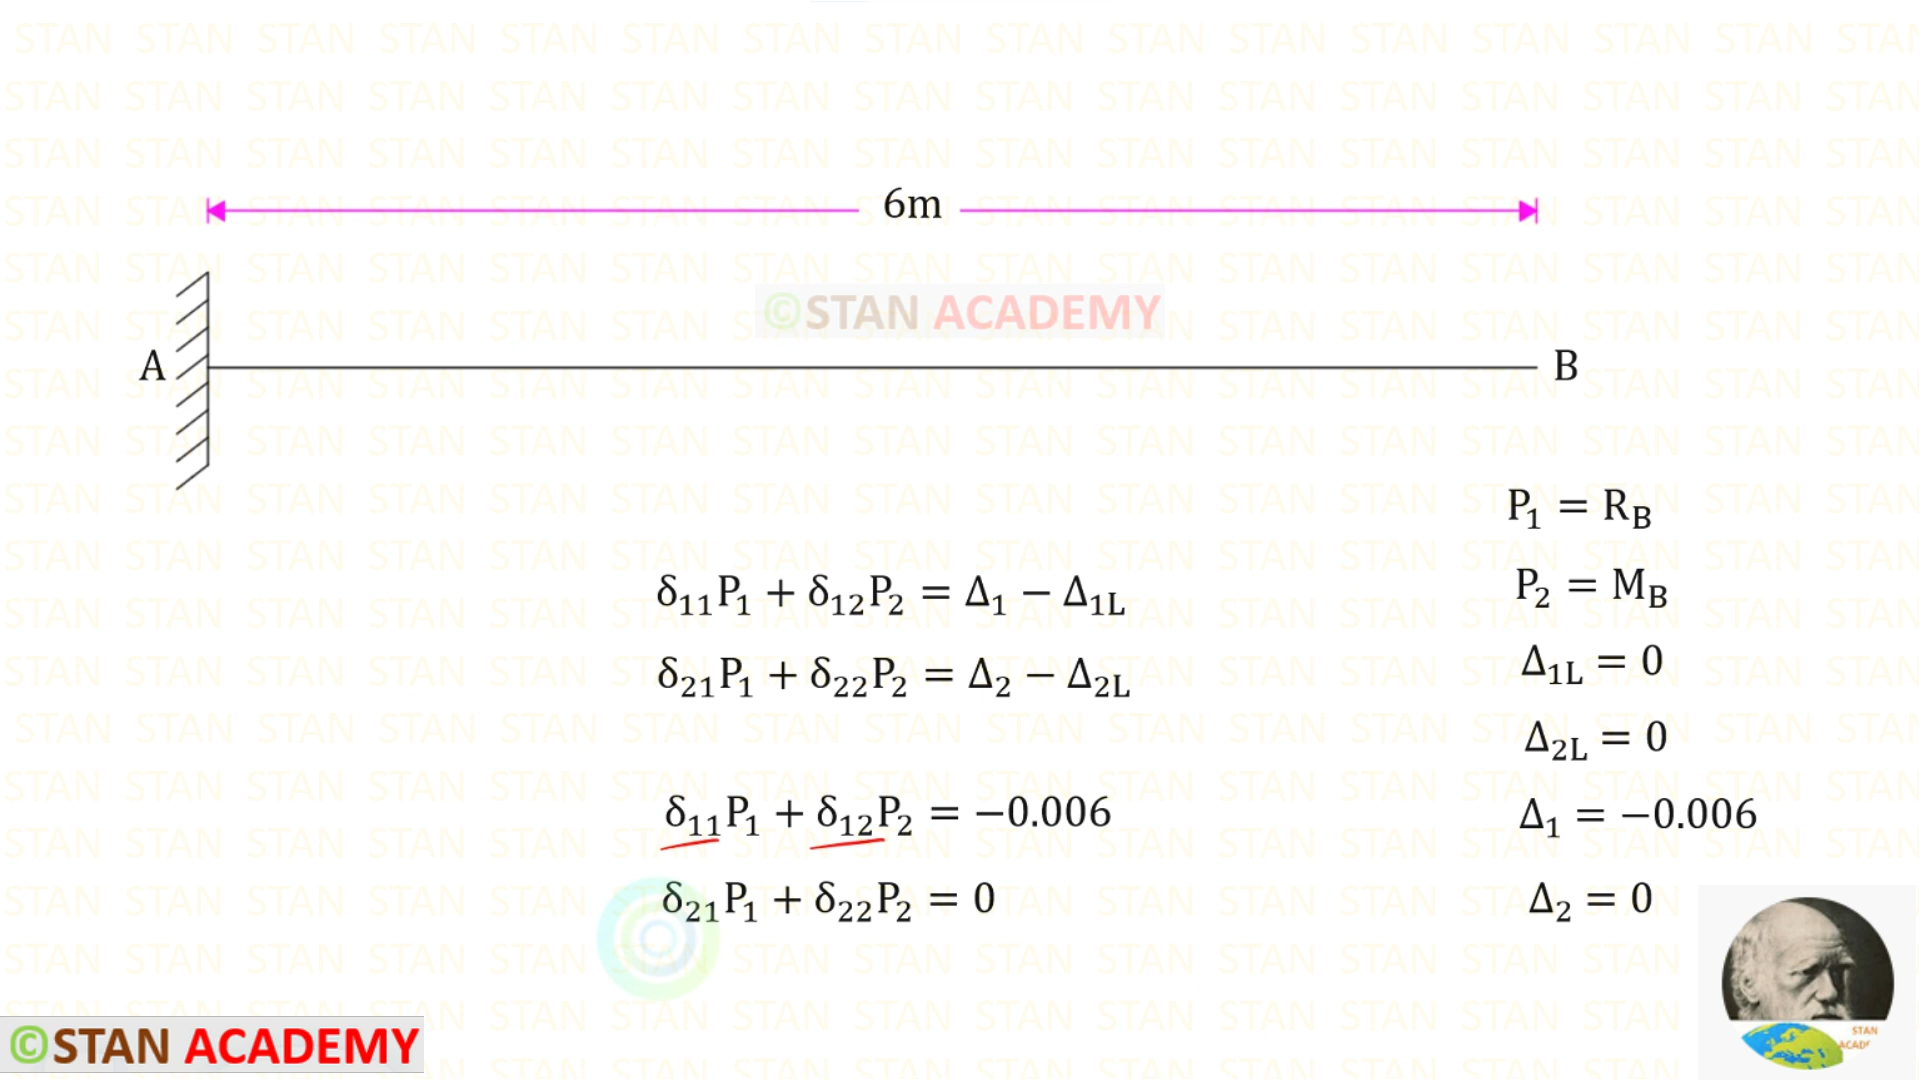 6m
©STAN ACADEMY
A
B
P₁ = R_B
δ₁₁P₁ + δ₁₂P₂ = Δ₁ − Δ₁L
P₂ = M_B
δ₂₁P₁ + δ₂₂P₂ = Δ₂ − Δ₂L
Δ₁L = 0
Δ₂L = 0
δ₁₁P₁ + δ₁₂P₂ = −0.006
Δ₁ = −0.006
δ₂₁P₁ + δ₂₂P₂ = 0
Δ₂ = 0
©STAN ACADEMY
STAN